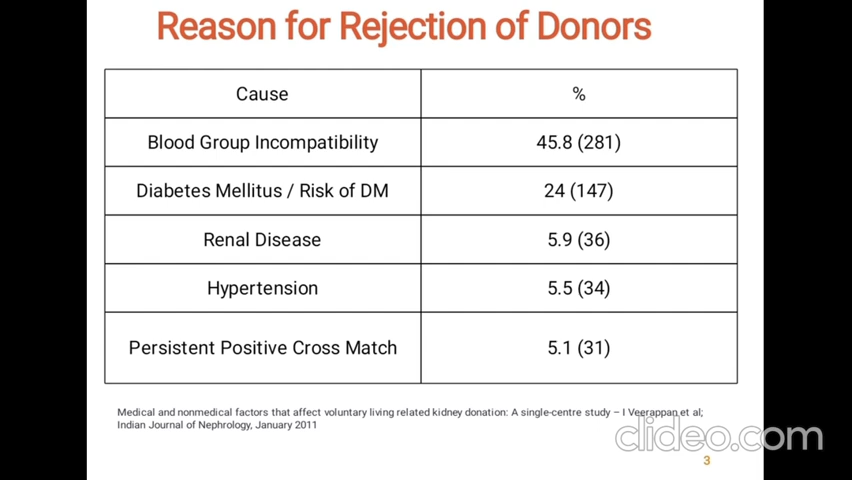 Reason for Rejection of Donors
Cause %
Blood Group Incompatibility 45.8 (281)
Diabetes Mellitus / Risk of DM 24 (147)
Renal Disease 5.9 (36)
Hypertension 5.5 (34)
Persistent Positive Cross Match 5.1 (31)
Medical and nonmedical factors that affect voluntary living related kidney donation: A single-centre study – I Veerappan et al;
Indian Journal of Nephrology, January 2011
clideo.com
3